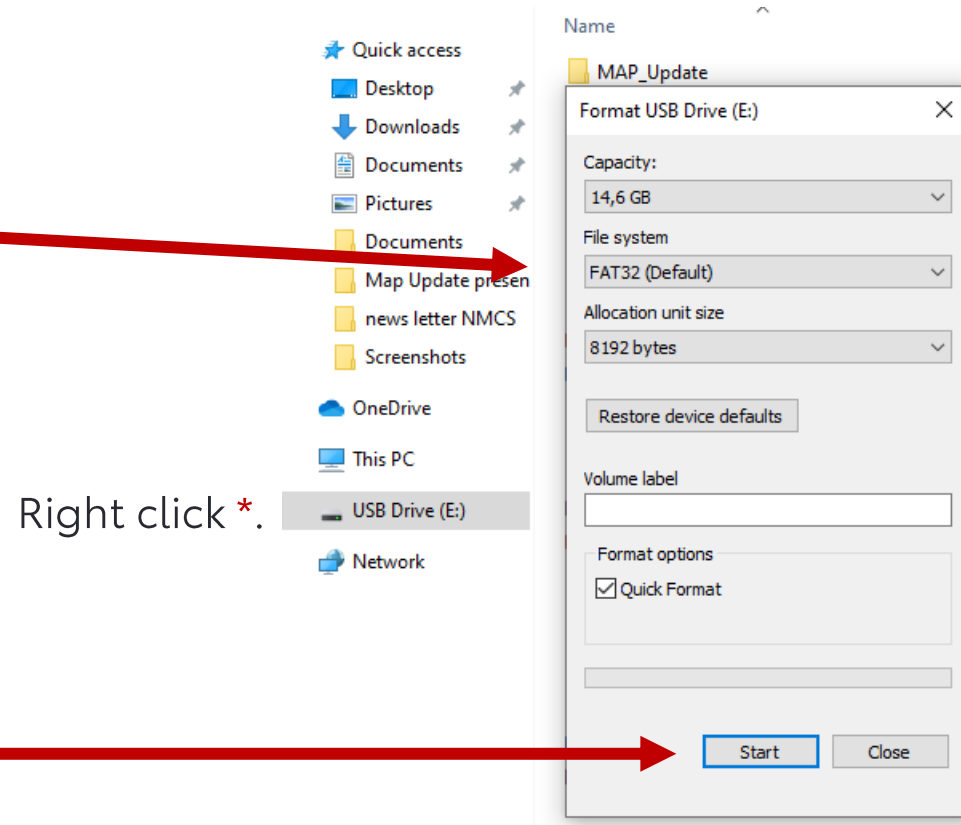 Name
Quick access
Desktop
Downloads
Documents
Pictures
Documents
Map Update presen
news letter NMCS
Screenshots
OneDrive
This PC
Right click *.
USB Drive (E:)
Network
MAP_Update
Format USB Drive (E:)
Capacity:
14,6 GB
File system
FAT32 (Default)
Allocation unit size
8192 bytes
Restore device defaults
Volume label
Format options
Quick Format
Start
Close